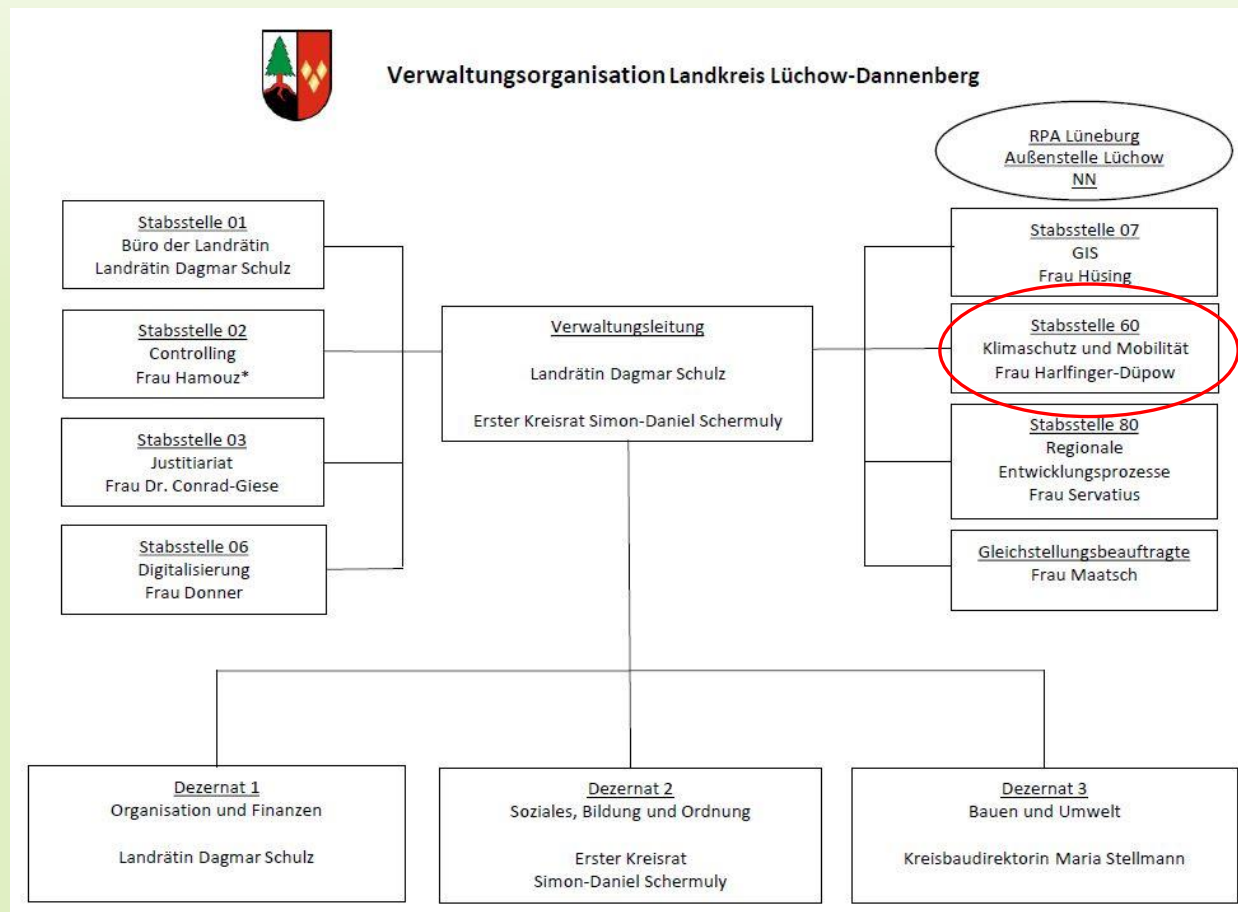 Verwaltungsorganisation Landkreis Lüchow-Dannenberg
RPA Lüneburg
Außenstelle Lüchow
NN
Stabsstelle 01
Büro der Landrätin
Landrätin Dagmar Schulz
Stabsstelle 02
Controlling
Frau Hamouz*
Stabsstelle 03
Justitiariat
Frau Dr. Conrad-Giese
Stabsstelle 06
Digitalisierung
Frau Donner
Verwaltungsleitung
Landrätin Dagmar Schulz
Erster Kreisrat Simon-Daniel Schermuly
Stabsstelle 07
GIS
Frau Hüsing
Stabsstelle 60
Klimaschutz und Mobilität
Frau Harlfinger-Düpow
Stabsstelle 80
Regionale
Entwicklungsprozesse
Frau Servatius
Gleichstellungsbeauftragte
Frau Maatsch
Dezernat 1
Organisation und Finanzen
Landrätin Dagmar Schulz
Dezernat 2
Soziales, Bildung und Ordnung
Erster Kreisrat
Simon-Daniel Schermuly
Dezernat 3
Bauen und Umwelt
Kreisbaudirektorin Maria Stellmann